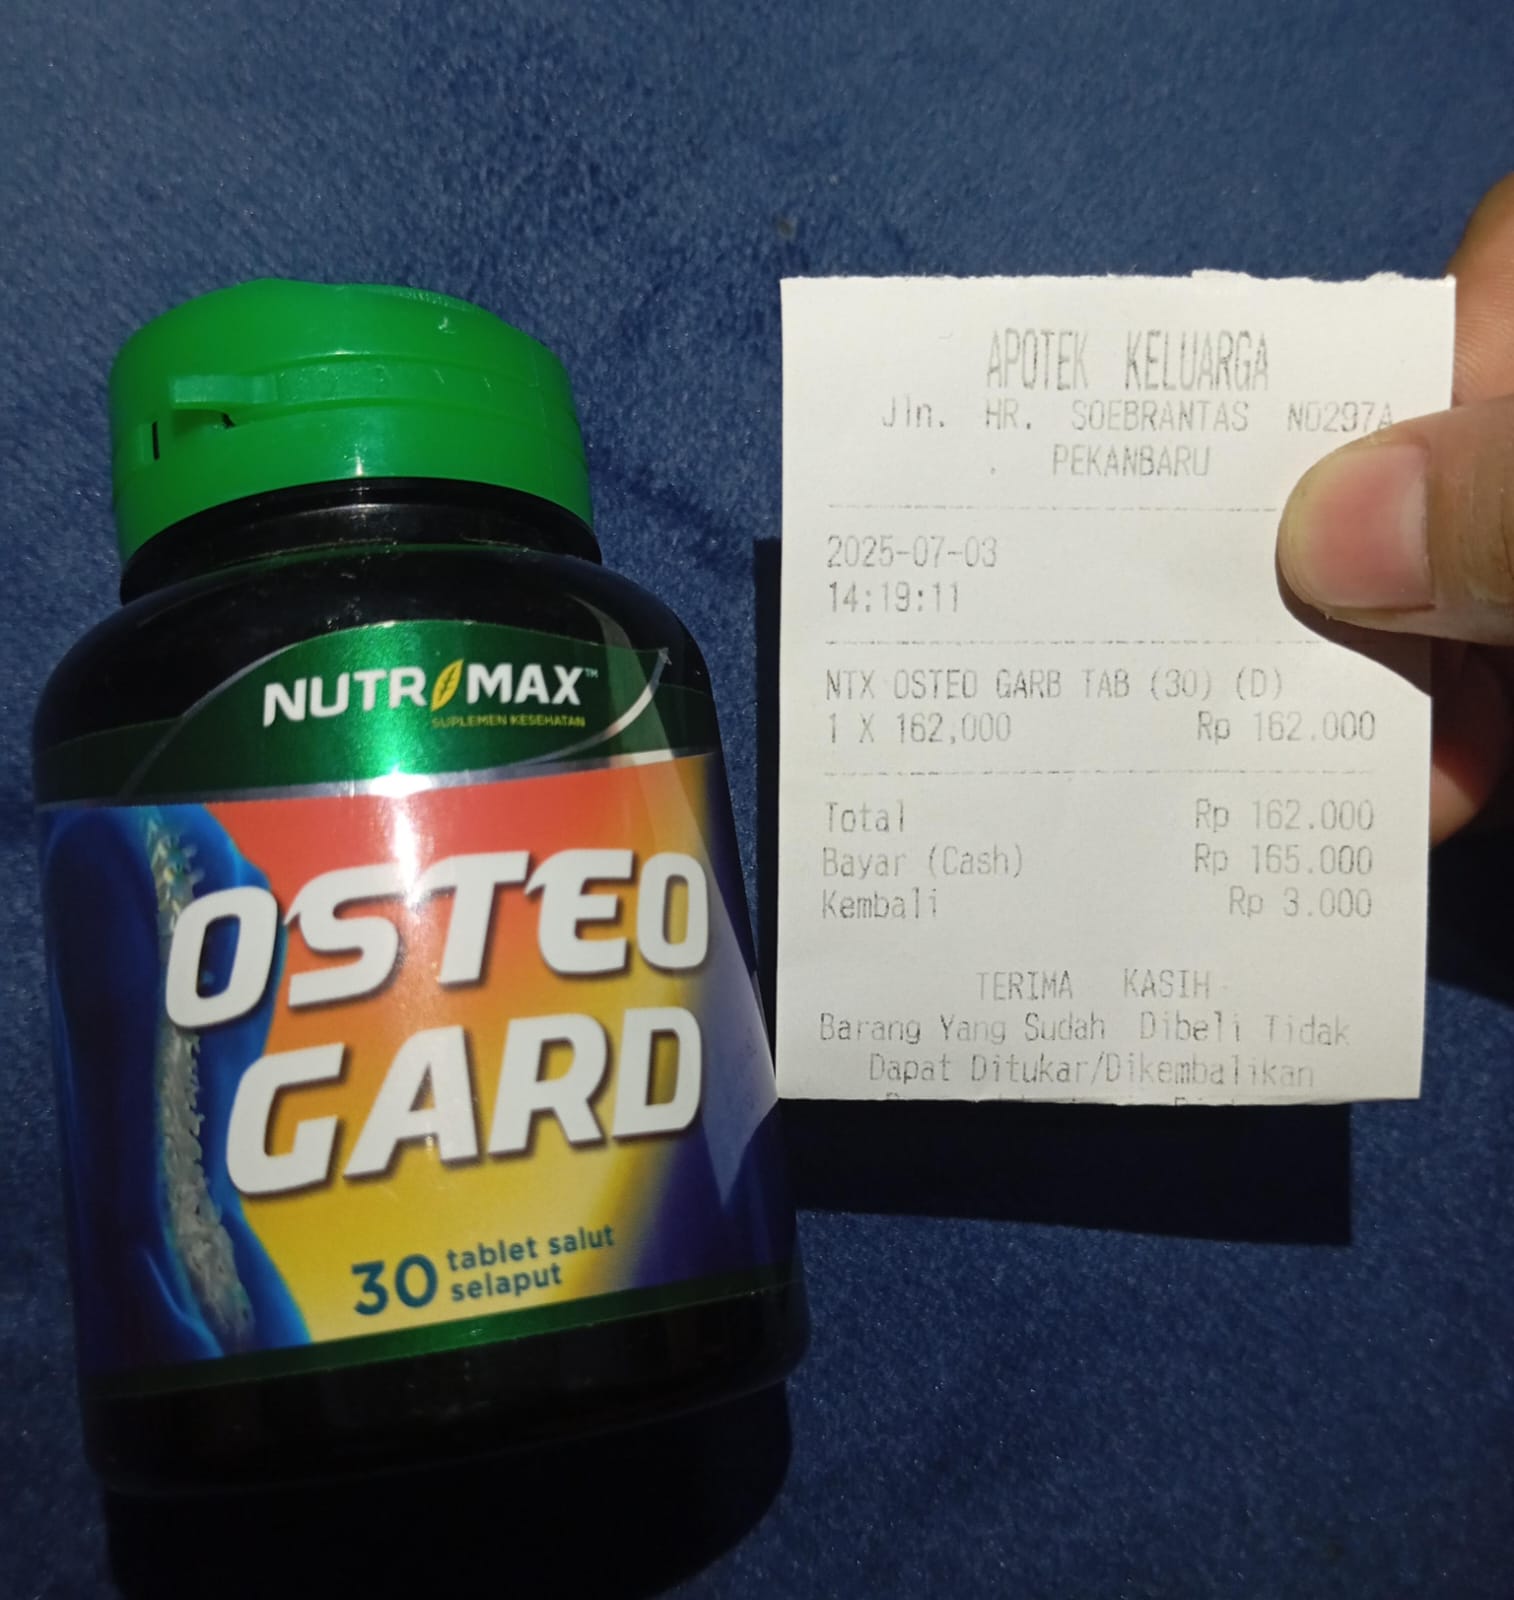 NUTRIMAX™
SUPLEMEN KESEHATAN
OSTEO
GARD
30 tablet salut
selaput
APOTEK KELUARGA
Jln. HR. SOEBRANTAS NO297A
. PEKANBARU
2025-07-03
14:19:11
NTX OSTEO GARB TAB (30) (D)
1 X 162,000 Rp 162.000
Total Rp 162.000
Bayar (Cash) Rp 165.000
Kembali Rp 3.000
TERIMA KASIH
Barang Yang Sudah Dibeli Tidak
Dapat Ditukar/Dikembalikan